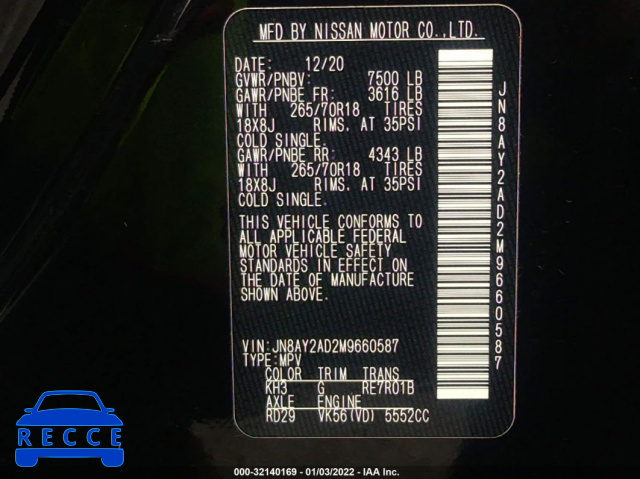 MFD BY NISSAN MOTOR CO.,LTD.
DATE: 12/20
GVWR/PNBV: 7500 LB
GAWR/PNBE FR: 3616 LB
WITH 265/70R18 TIRES
18X8J RIMS. AT 35PSI
COLD SINGLE.
GAWR/PNBE RR: 4343 LB
WITH 265/70R18 TIRES
18X8J RIMS. AT 35PSI
COLD SINGLE.
THIS VEHICLE CONFORMS TO
ALL APPLICABLE FEDERAL
MOTOR VEHICLE SAFETY
STANDARDS IN EFFECT ON
THE DATE OF MANUFACTURE
SHOWN ABOVE.
VIN: JN8AY2AD2M9660587
TYPE: MPV
COLOR TRIM TRANS
KH3 G RE7R01B
AXLE ENGINE
RD29 VK56(VD) 5552CC
JN8AY2AD2M9660587
RECCE
000-32140169 - 01/03/2022 - IAA Inc.